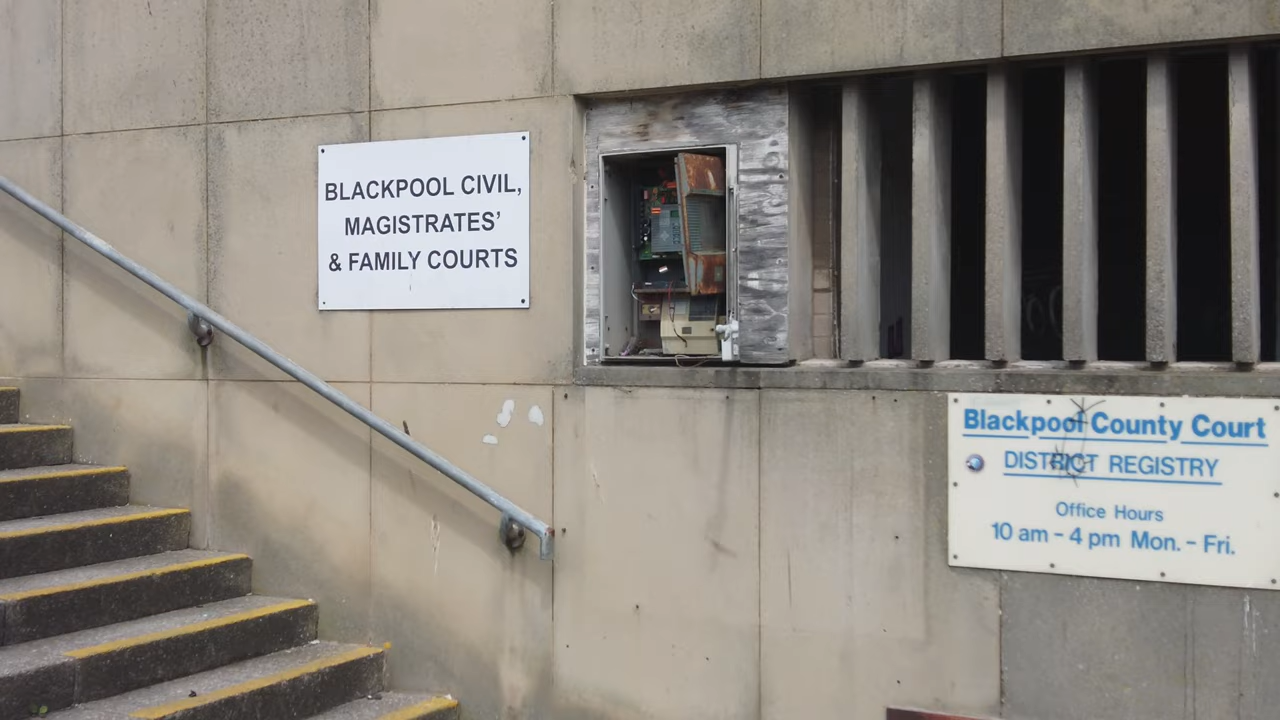 BLACKPOOL CIVIL,
MAGISTRATES’
& FAMILY COURTS
Blackpool County Court
DISTRICT REGISTRY
Office Hours
10 am - 4 pm Mon. - Fri.